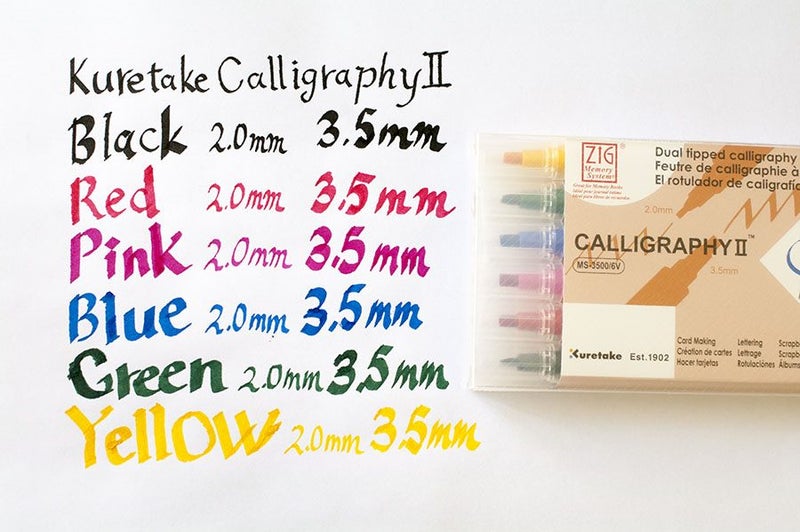 Kuretake Calligraphy II
Black 2.0mm 3.5mm
Red 2.0mm 3.5mm
Pink 2.0mm 3.5mm
Blue 2.0mm 3.5mm
Green 2.0mm 3.5mm
Yellow 2.0mm 3.5mm
ZIG
Memory
System
Dual tipped calligraphy
Feutre de calligraphie à
El rotulador de caligrafía
2.0mm
CALLIGRAPHY II™
MS-3500/6V
3.5mm
Kuretake Est.1902
Card Making Lettering
Création de cartes Lettrage
Hacer tarjetas Rotulaciónes